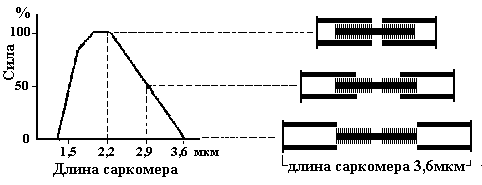 %
100
50
0
Сила
1,5 2,2 2,9 3,6 мкм
Длина саркомера
длина саркомера 3,6мкм